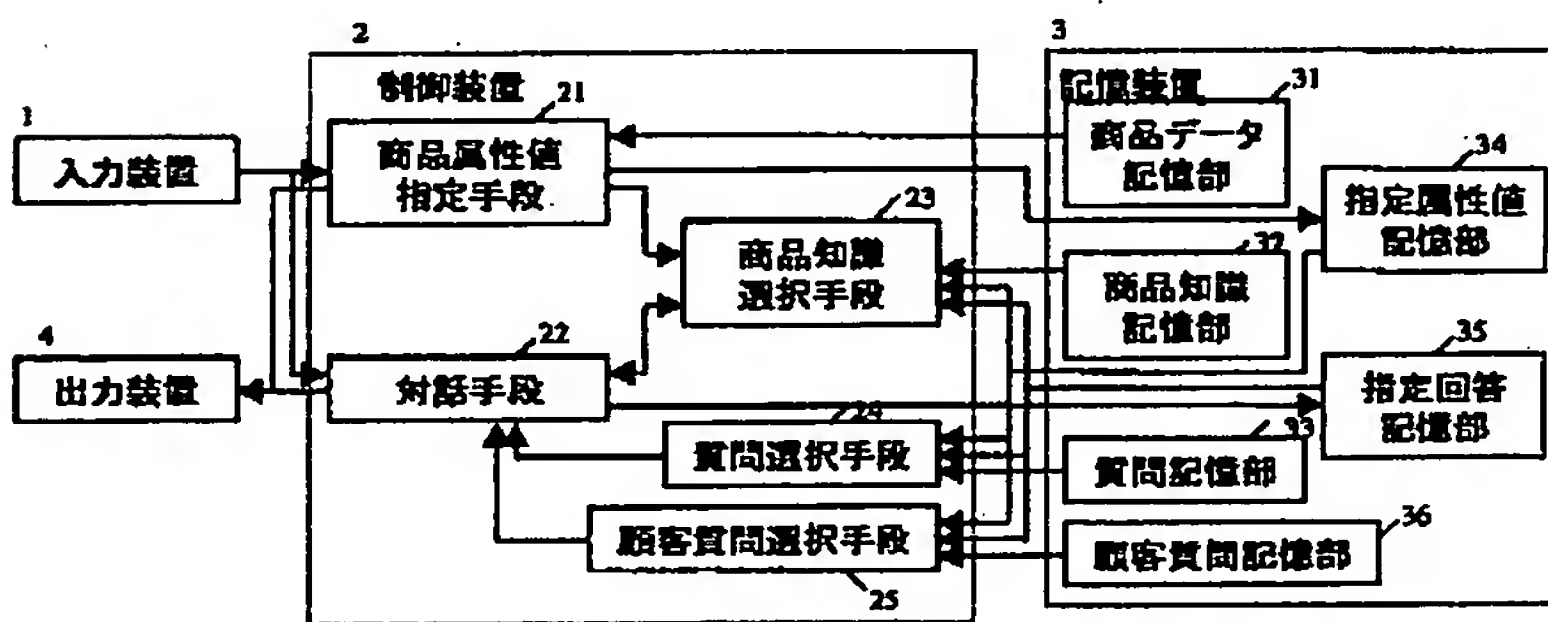 1
入力装置
4
出力装置
2
制御装置
21
商品属性値
指定手段
23
商品知識
選択手段
22
対話手段
24
質問選択手段
顧客質問選択手段
25
3
記憶装置
31
商品データ
記憶部
32
商品知識
記憶部
33
質問記憶部
顧客質問記憶部
36
34
指定属性値
記憶部
35
指定回答
記憶部